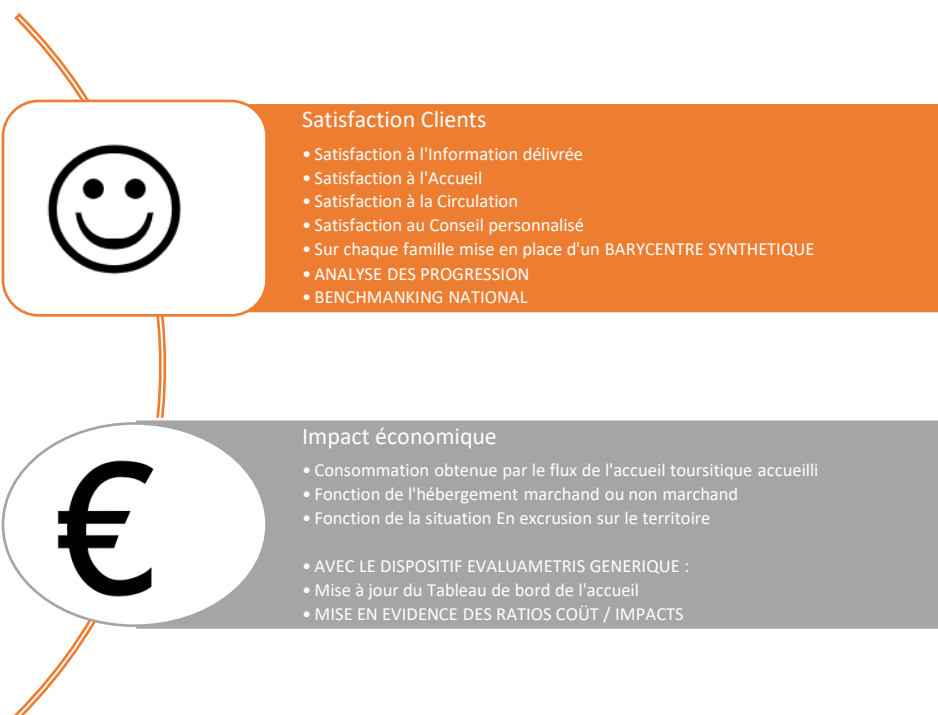 Satisfaction Clients
• Satisfaction à l'Information délivrée
• Satisfaction à l'Accueil
• Satisfaction à la Circulation
• Satisfaction au Conseil personnalisé
• Sur chaque famille mise en place d'un BARYCENTRE SYNTHETIQUE
• ANALYSE DES PROGRESSION
• BENCHMANKING NATIONAL
€
Impact économique
• Consommation obtenue par le flux de l'accueil toursitique accueilli
• Fonction de l'hébergement marchand ou non marchand
• Fonction de la situation En excrusion sur le territoire
• AVEC LE DISPOSITIF EVALUAMETRIS GENERIQUE :
• Mise à jour du Tableau de bord de l'accueil
• MISE EN EVIDENCE DES RATIOS COÜT / IMPACTS